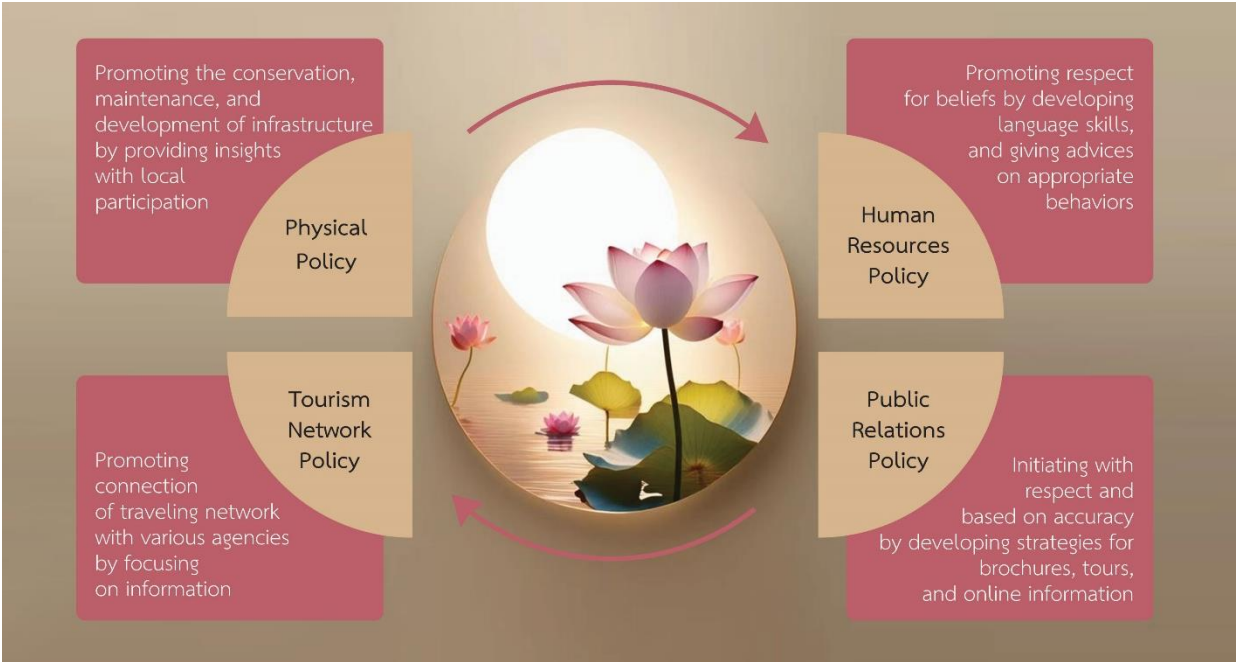 Promoting the conservation,
maintenance, and
development of infrastructure
by providing insights
with local
participation
Physical
Policy
Promoting respect
for beliefs by developing
language skills,
and giving advices
on appropriate
behaviors
Human
Resources
Policy
Tourism
Network
Policy
Promoting
connection
of traveling network
with various agencies
by focusing
on information
Public
Relations
Policy
Initiating with
respect and
based on accuracy
by developing strategies for
brochures, tours,
and online information